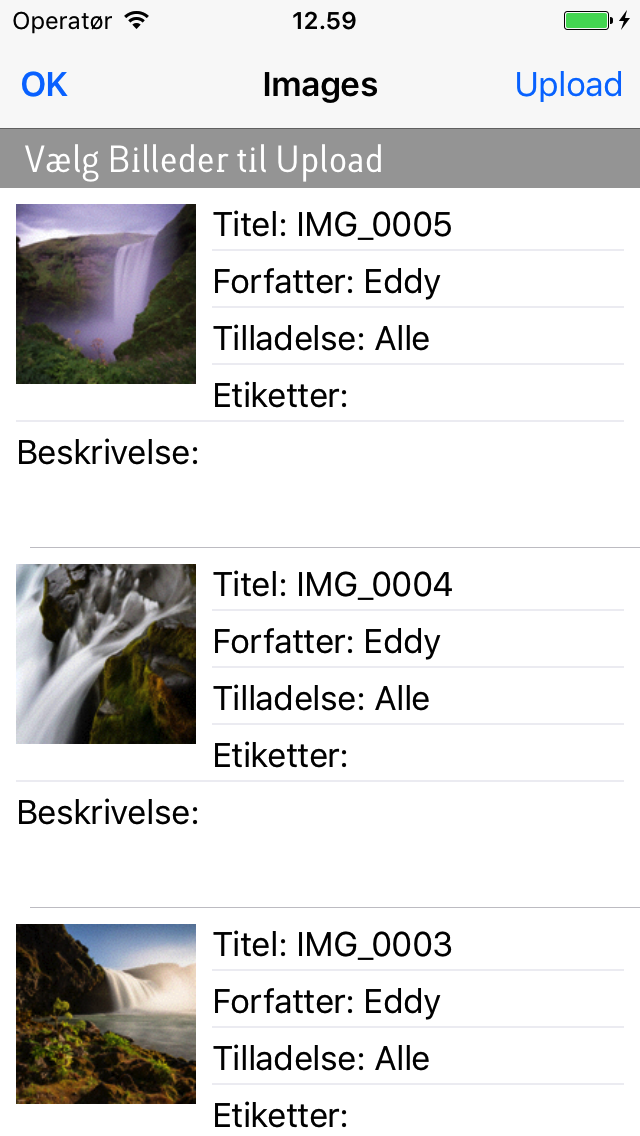 Operatør 12.59
OK Images Upload
Vælg Billeder til Upload
Titel: IMG_0005
Forfatter: Eddy
Tilladelse: Alle
Etiketter:
Beskrivelse:
Titel: IMG_0004
Forfatter: Eddy
Tilladelse: Alle
Etiketter:
Beskrivelse:
Titel: IMG_0003
Forfatter: Eddy
Tilladelse: Alle
Etiketter: